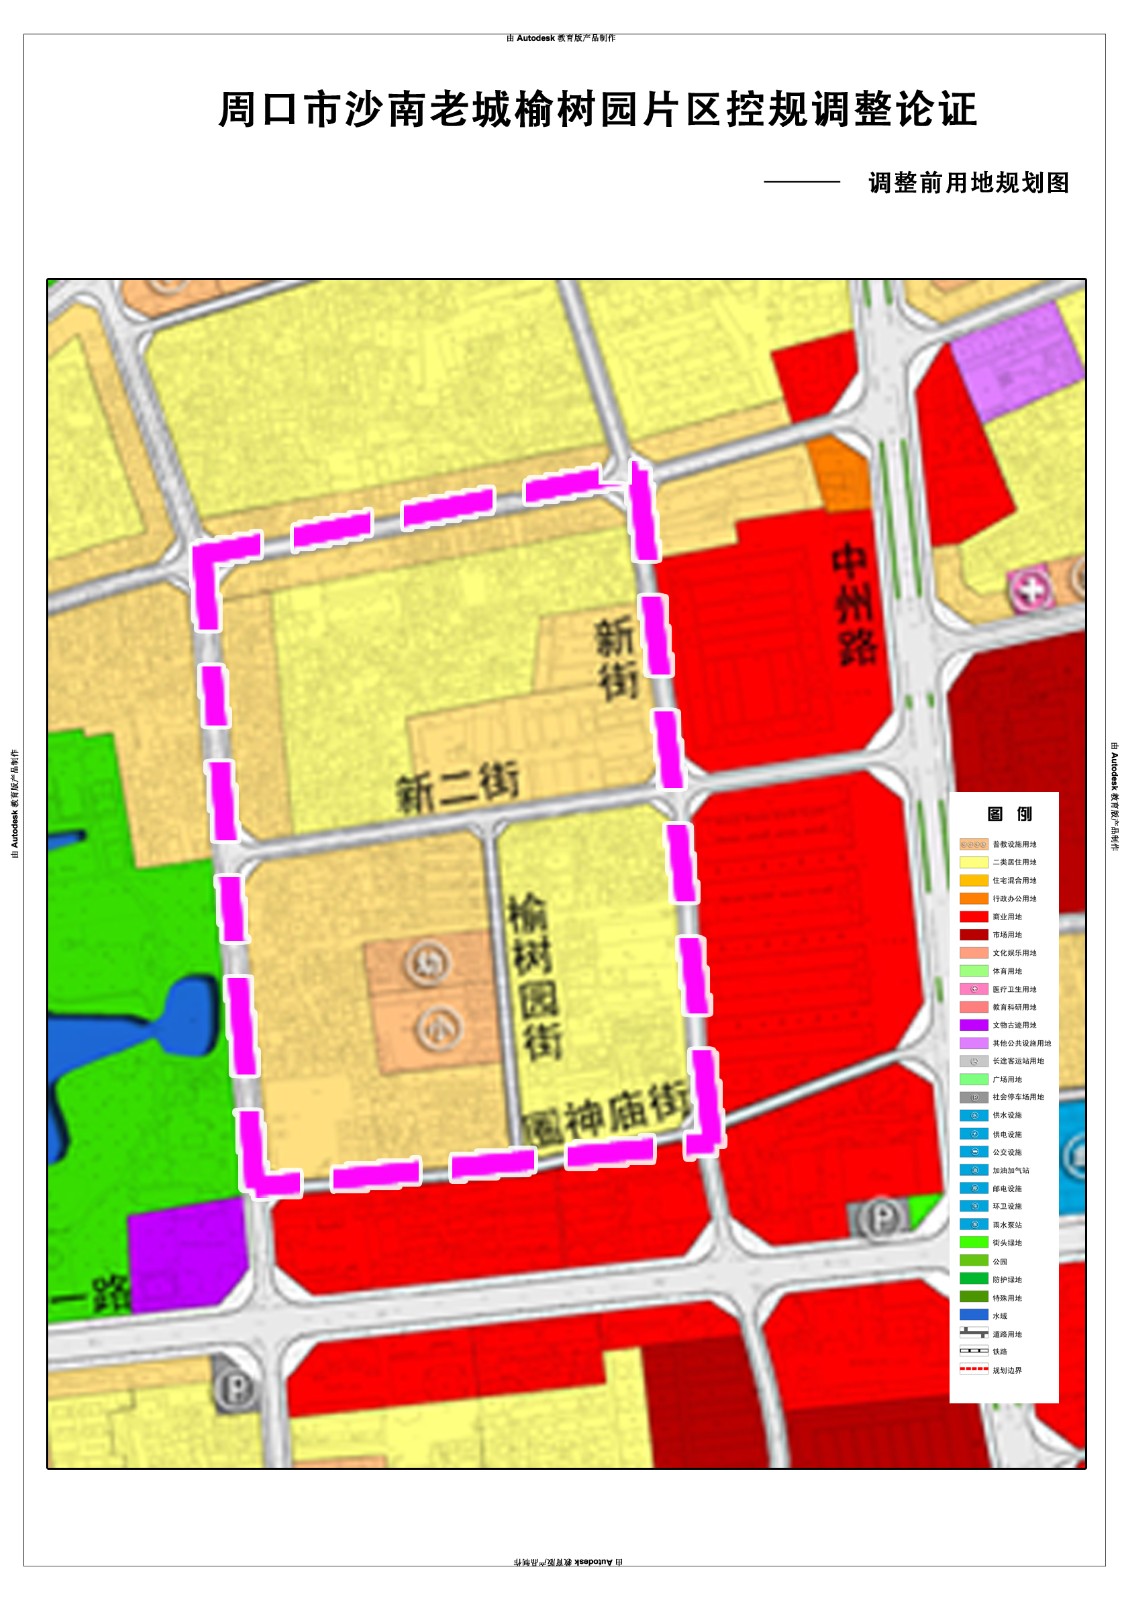 由 Autodesk 教育版产品制作
周口市沙南老城榆树园片区控规调整论证
—— 调整前用地规划图
由 Autodesk 教育版产品制作
由 Autodesk 教育版产品制作
中州路
新街
新二街
榆树园街
幼
小
阁神庙街
P
P
图 例
普教设施用地
二类居住用地
住宅混合用地
行政办公用地
商业用地
市场用地
文化娱乐用地
体育用地
医疗卫生用地
教育科研用地
文物古迹用地
其他公共设施用地
长途客运站用地
广场用地
社会停车场用地
供水设施
供电设施
公交设施
加油加气站
邮电设施
环卫设施
雨水泵站
街头绿地
公园
防护绿地
特殊用地
水域
道路用地
铁路
规划边界
由 Autodesk 教育版产品制作